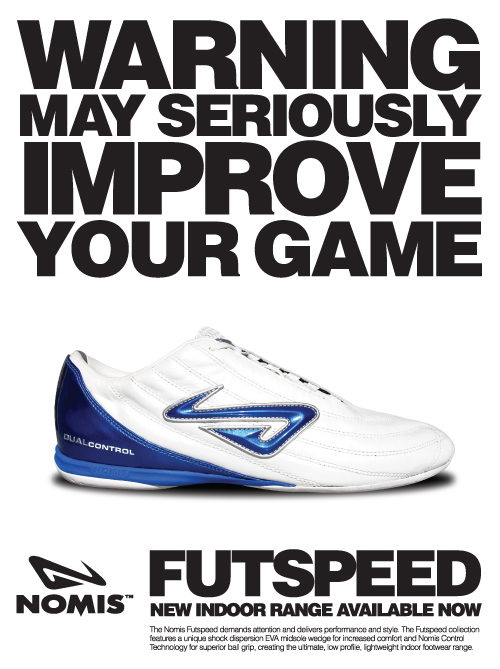 WARNING
MAY SERIOUSLY
IMPROVE
YOUR GAME
DUALCONTROL
NOMIS™
FUTSPEED
NEW INDOOR RANGE AVAILABLE NOW
The Nomis Futspeed demands attention and delivers performance and style. The Futspeed collection
features a unique shock dispersion EVA midsole wedge for increased comfort and Nomis Control
Technology for superior ball grip, creating the ultimate, low profile, lightweight indoor footwear range.